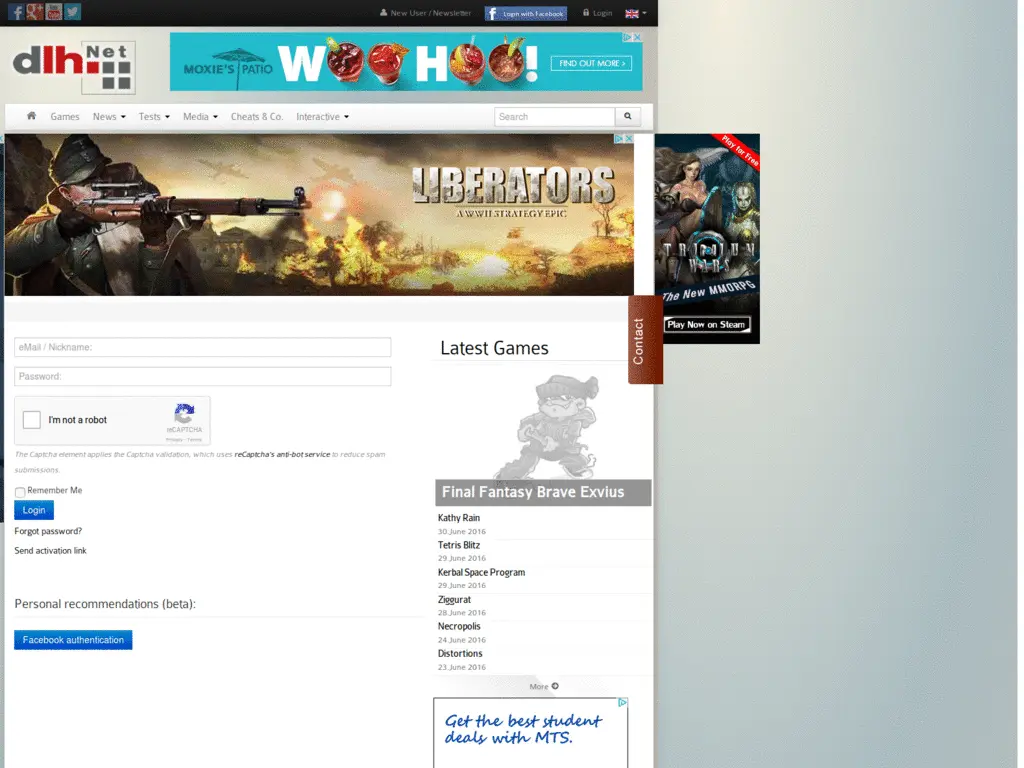 New User / Newsletter
Login with Facebook
Login
dlh.Net
MOXIE'S PATIO
WOOHOO!
FIND OUT MORE >
Games
News
Tests
Media
Cheats & Co.
Interactive
Search
LIBERATORS
A WWII STRATEGY EPIC
Play for Free
TRIGGUN WARS
The New MMORPG
Play Now on Steam
Contact
eMail / Nickname:
Password:
I'm not a robot
reCAPTCHA
Privacy - Terms
The Captcha element applies the Captcha validation, which uses reCaptcha's anti-bot service to reduce spam
submissions.
Remember Me
Login
Forgot password?
Send activation link
Personal recommendations (beta):
Facebook authentication
Latest Games
Final Fantasy Brave Exvius
Kathy Rain
30.June 2016
Tetris Blitz
29.June 2016
Kerbal Space Program
29.June 2016
Ziggurat
28.June 2016
Necropolis
24.June 2016
Distortions
23.June 2016
More
Get the best student
deals with MTS.